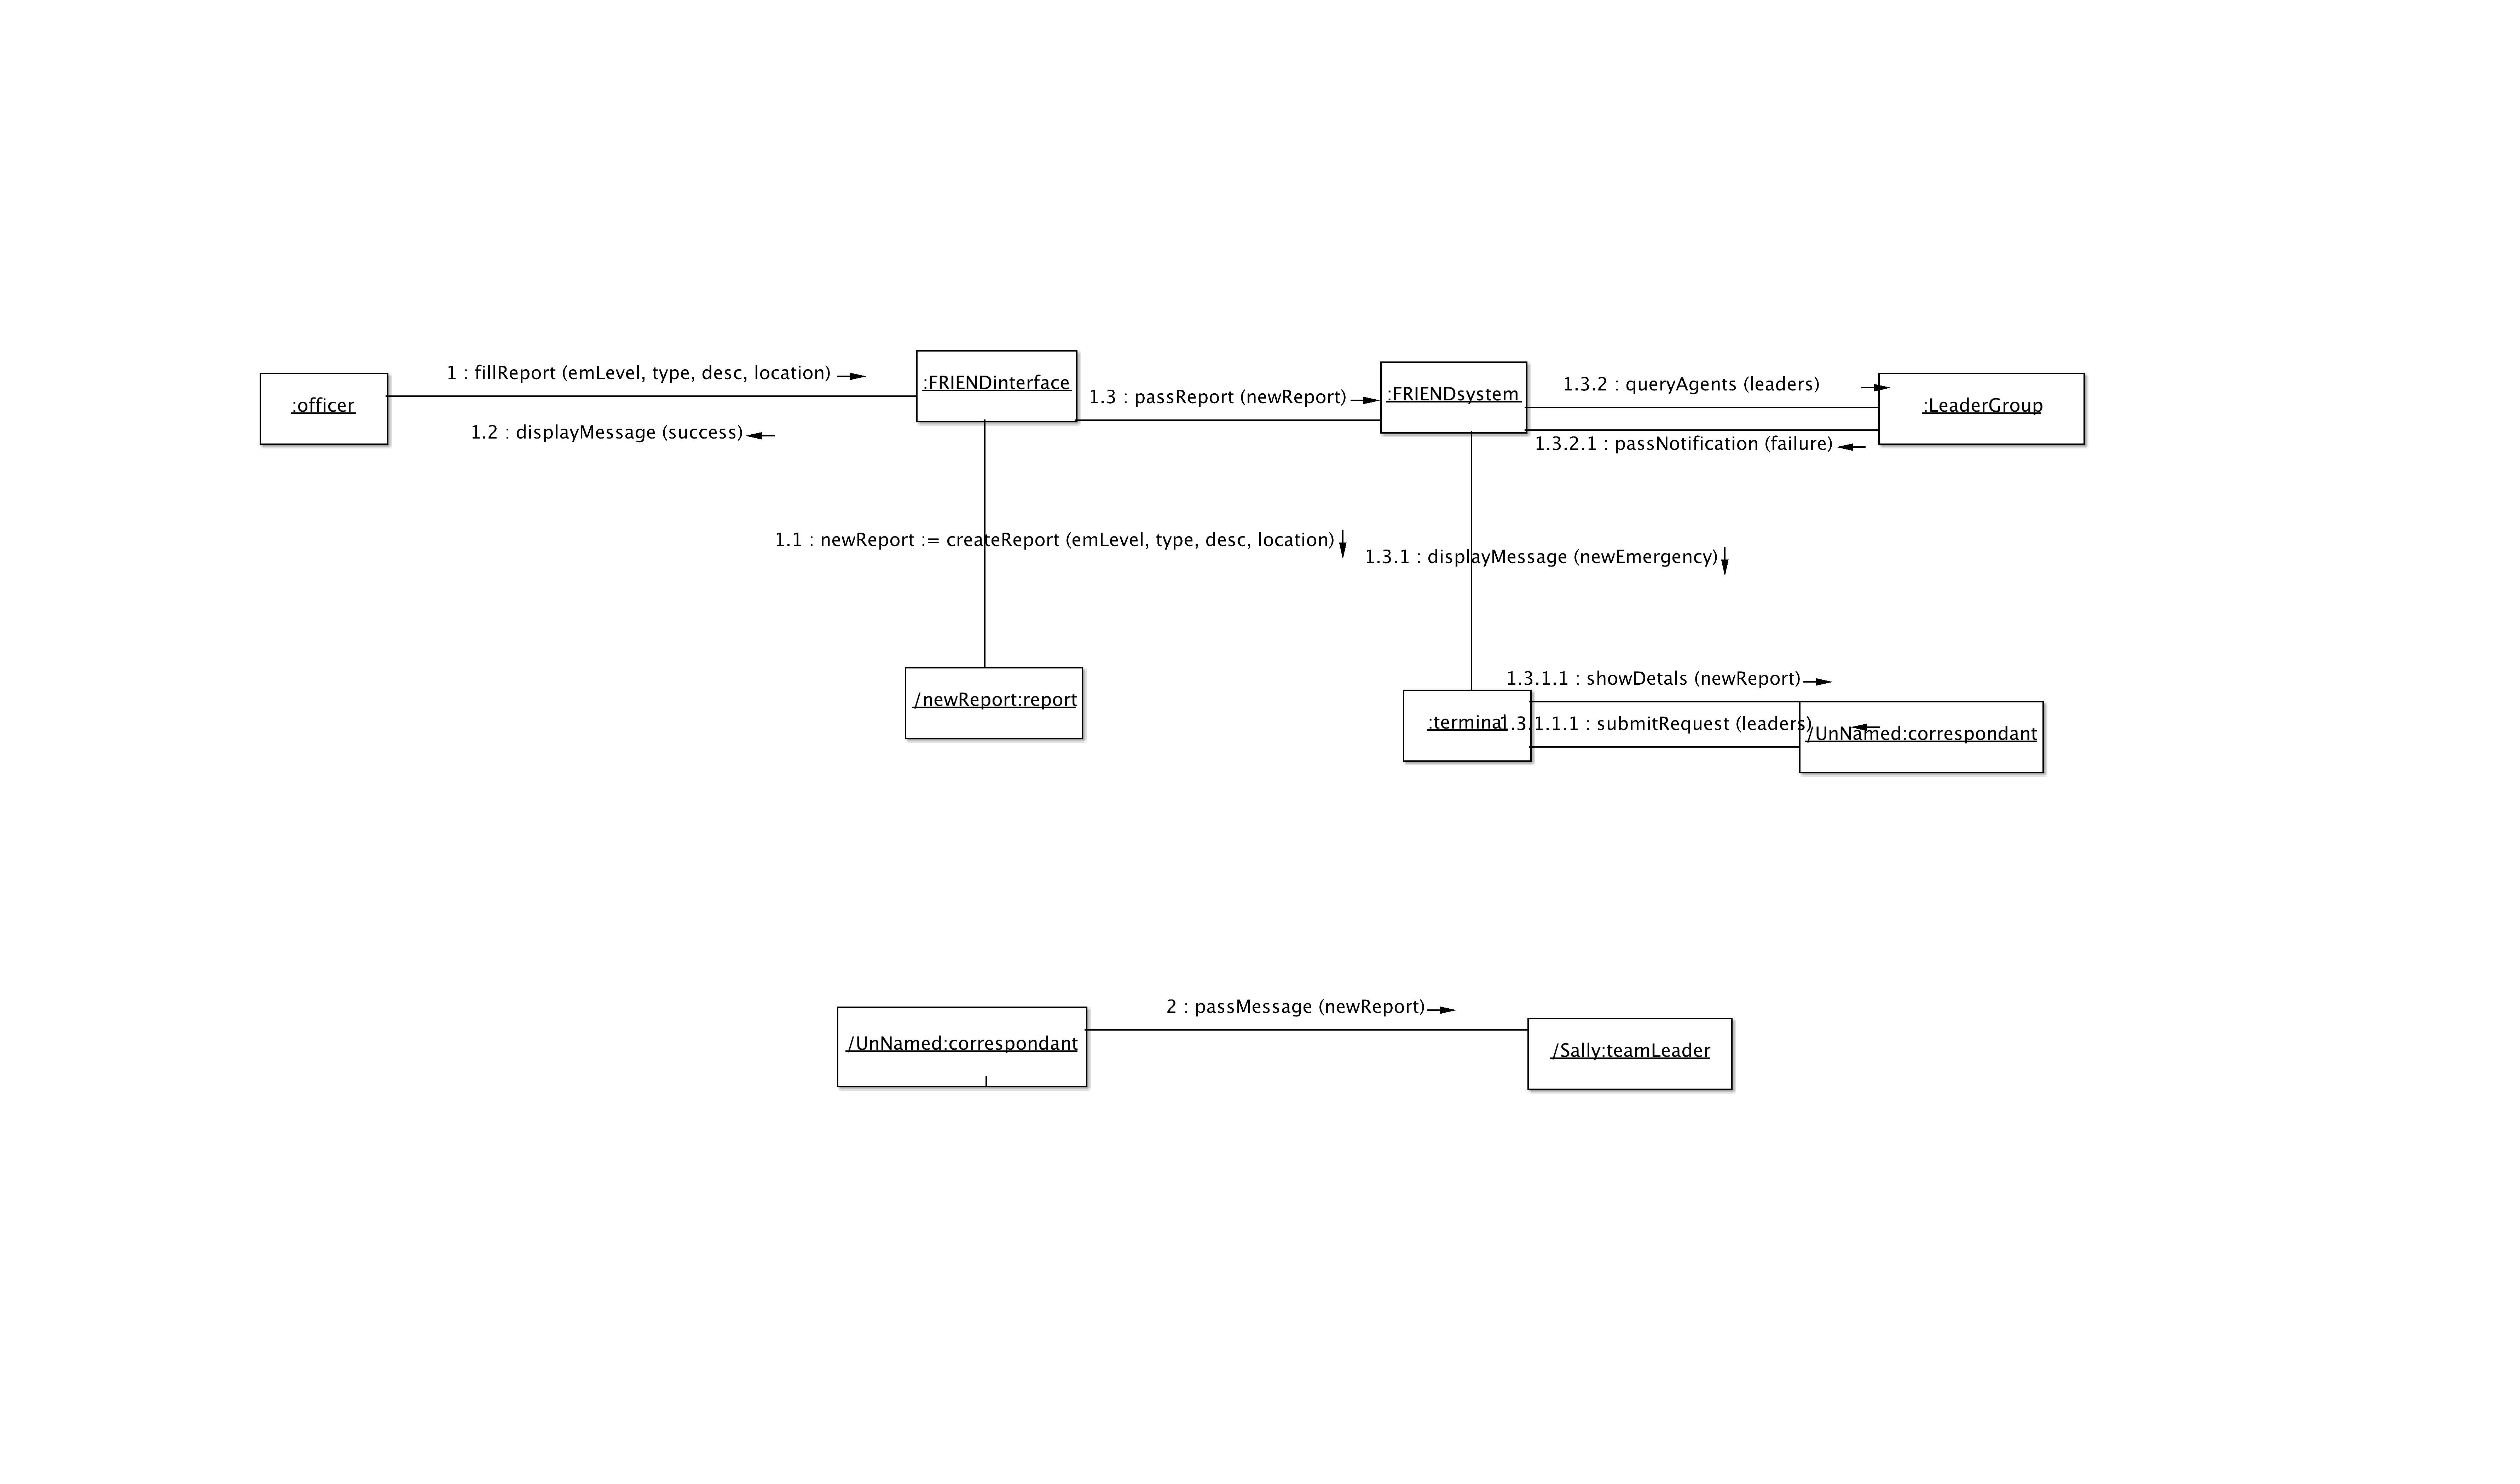 1 : fillReport (emLevel, type, desc, location)
:officer
1.2 : displayMessage (success)
:FRIENDinterface
1.3 : passReport (newReport)
:FRIENDsystem
1.3.2 : queryAgents (leaders)
:LeaderGroup
1.3.2.1 : passNotification (failure)
1.1 : newReport := createReport (emLevel, type, desc, location)
1.3.1 : displayMessage (newEmergency)
/newReport:report
1.3.1.1 : showDetals (newReport)
:terminal
1.3.1.1.1 : submitRequest (leaders)
/UnNamed:correspondant
2 : passMessage (newReport)
/UnNamed:correspondant
/Sally:teamLeader